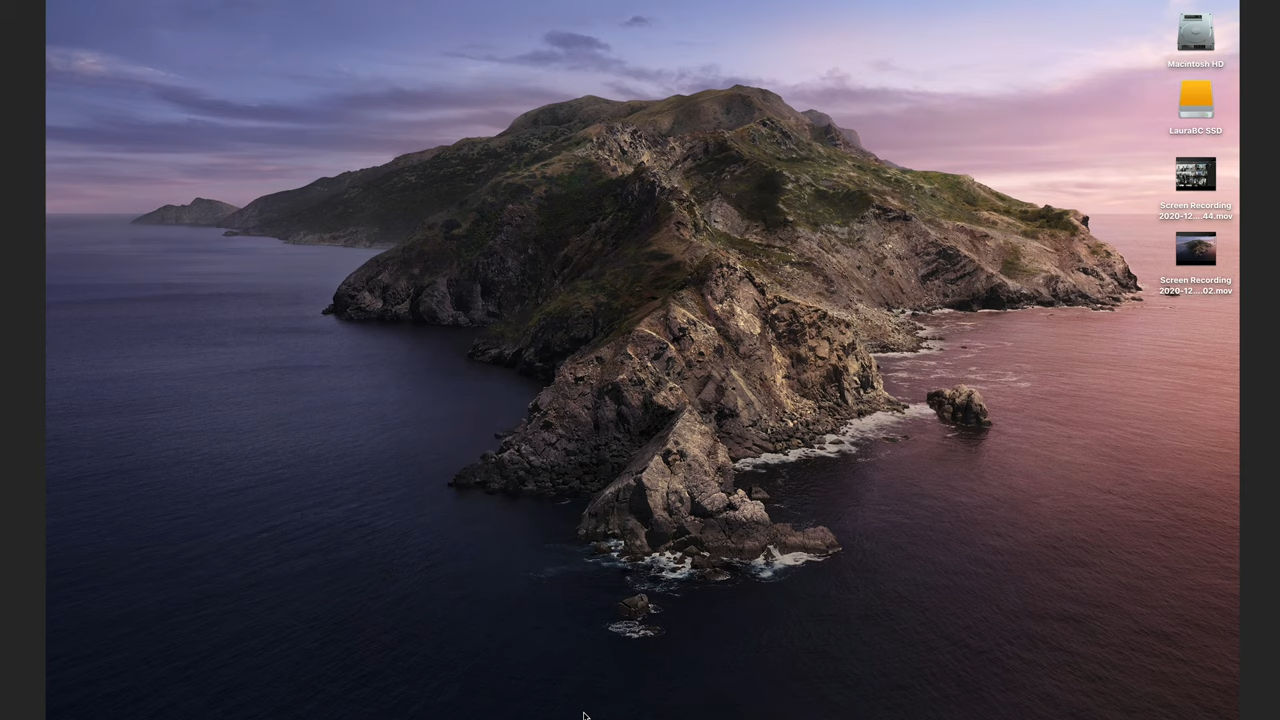 Macintosh HD
LauraBC SSD
Screen Recording
2020-12....44.mov
Screen Recording
2020-12....02.mov